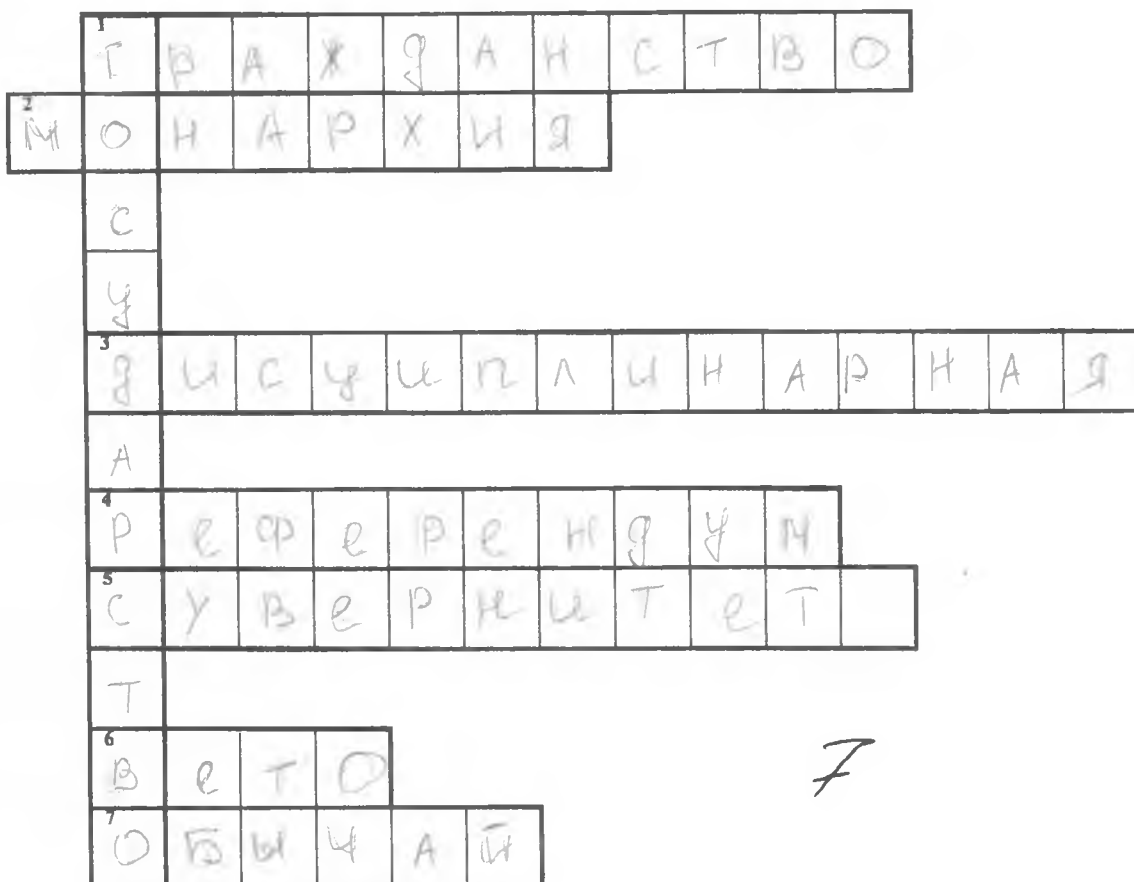 1 ГРАЖДАНСТВО
2 МОНАРХИЯ
С
У
3 дисциплинарная
А
4 Референдум
5 СУВеРНИТеТ
Т
6 ВеТО
7
7 ОБЫЧАЙ